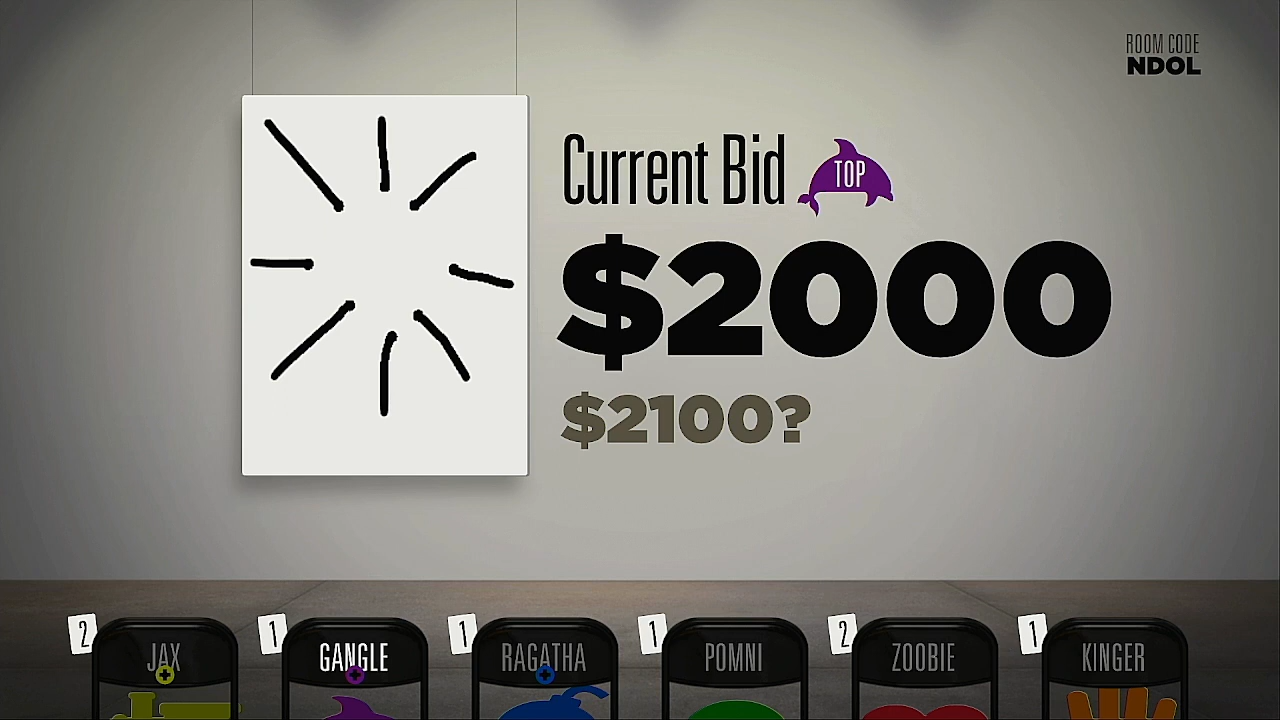 ROOM CODE
NDOL
Current Bid
TOP
$2000
$2100?
2 JAX
1 GANGLE
1 RAGATHA
1 POMNI
2 ZOOBIE
1 KINGER